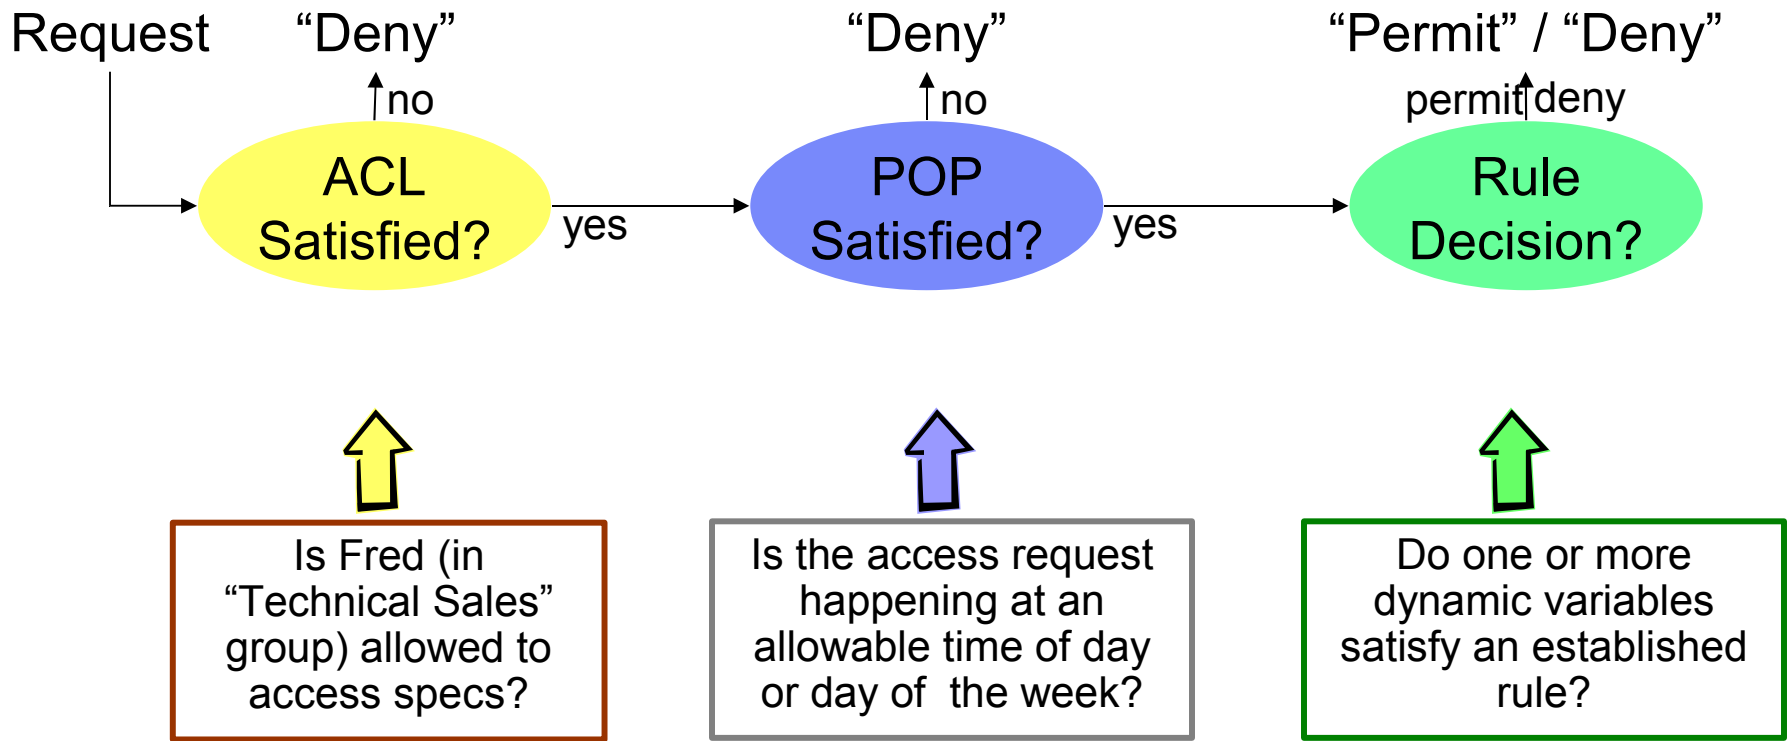 Request
“Deny”
“Deny”
“Permit” / “Deny”
no
no
permit deny
ACL
Satisfied?
yes
POP
Satisfied?
yes
Rule
Decision?
Is Fred (in
“Technical Sales”
group) allowed to
access specs?
Is the access request
happening at an
allowable time of day
or day of the week?
Do one or more
dynamic variables
satisfy an established
rule?